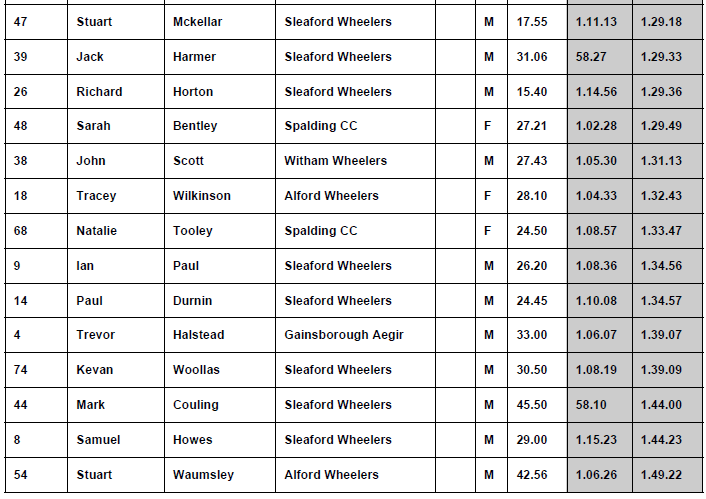 47 Stuart Mckellar Sleaford Wheelers M 17.55 1.11.13 1.29.18
39 Jack Harmer Sleaford Wheelers M 31.06 58.27 1.29.33
26 Richard Horton Sleaford Wheelers M 15.40 1.14.56 1.29.36
48 Sarah Bentley Spalding CC F 27.21 1.02.28 1.29.49
38 John Scott Witham Wheelers M 27.43 1.05.30 1.31.13
18 Tracey Wilkinson Alford Wheelers F 28.10 1.04.33 1.32.43
68 Natalie Tooley Spalding CC F 24.50 1.08.57 1.33.47
9 Ian Paul Sleaford Wheelers M 26.20 1.08.36 1.34.56
14 Paul Durnin Sleaford Wheelers M 24.45 1.10.08 1.34.57
4 Trevor Halstead Gainsborough Aegir M 33.00 1.06.07 1.39.07
74 Kevan Woollas Sleaford Wheelers M 30.50 1.08.19 1.39.09
44 Mark Couling Sleaford Wheelers M 45.50 58.10 1.44.00
8 Samuel Howes Sleaford Wheelers M 29.00 1.15.23 1.44.23
54 Stuart Waumsley Alford Wheelers M 42.56 1.06.26 1.49.22